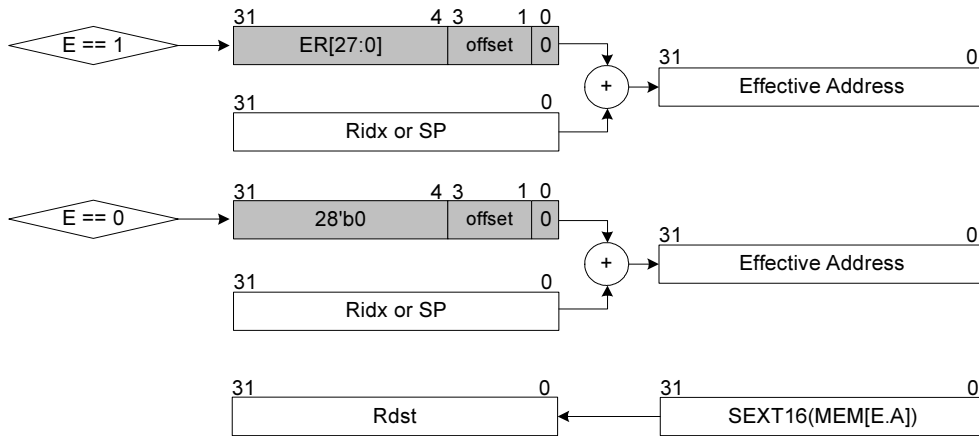 31 4 3 1 0
E == 1 ER[27:0] offset 0
31 0
+ Effective Address
31 0
Ridx or SP
31 4 3 1 0
E == 0 28'b0 offset 0
31 0
+ Effective Address
31 0
Ridx or SP
31 0 31 0
Rdst SEXT16(MEM[E.A])